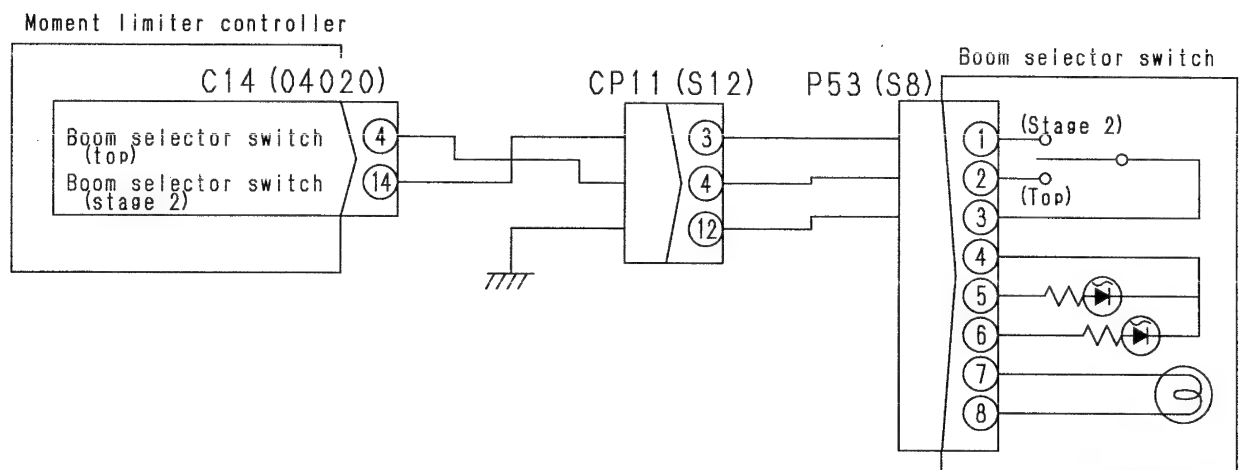 Moment limiter controller
C14 (04020)
Boom selector switch
(top)
Boom selector switch
(stage 2)
4
14
CP11 (S12)
3
4
12
P53 (S8)
Boom selector switch
1
2
3
4
5
6
7
8
(Stage 2)
(Top)